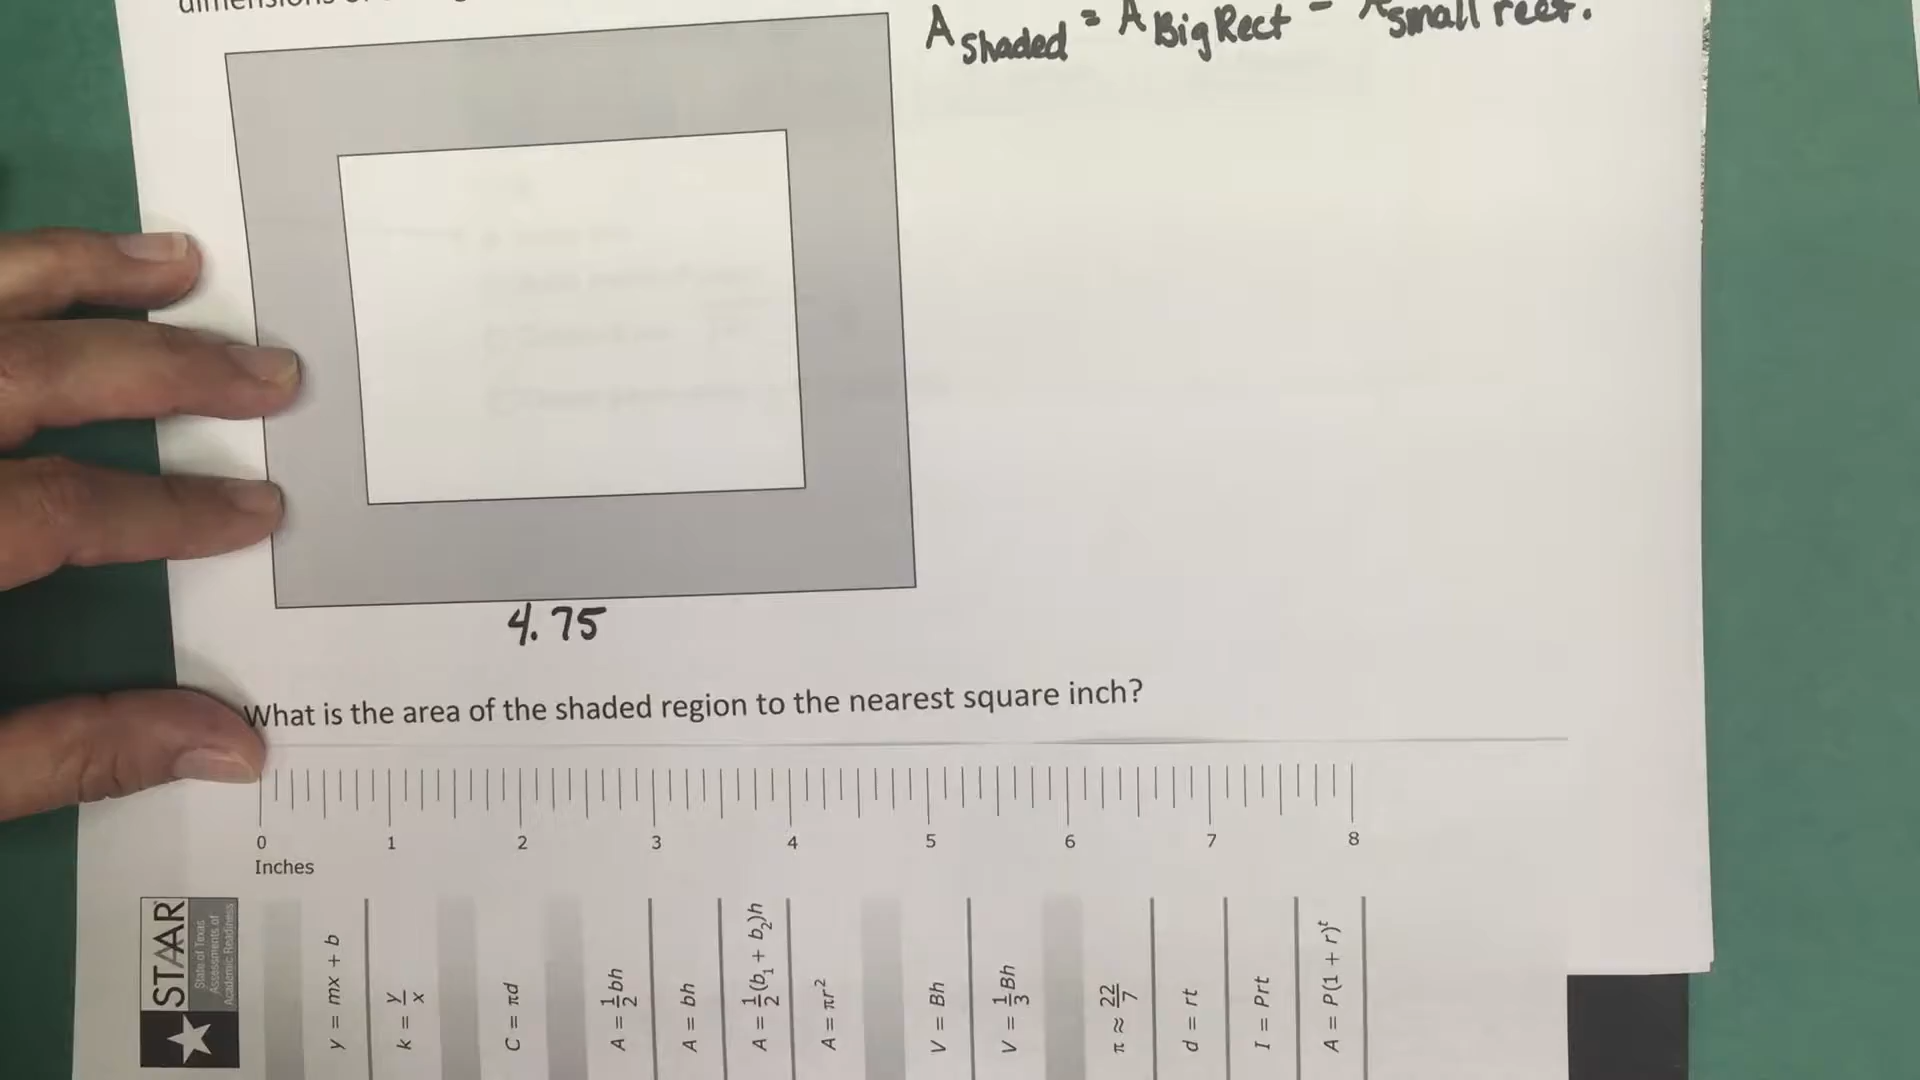 dimensions of
A shaded = A Big Rect - A small rect.
4.75
What is the area of the shaded region to the nearest square inch?
0 1 2 3 4 5 6 7 8
Inches
STAAR
State of Texas
Assessments of
Academic Readiness
y = mx + b
k = y/x
C = πd
A = 1/2 bh
A = bh
A = 1/2 (b₁ + b₂)h
A = πr²
V = Bh
V = 1/3 Bh
π ≈ 22/7
d = rt
I = Prt
A = P(1 + r)ᵗ